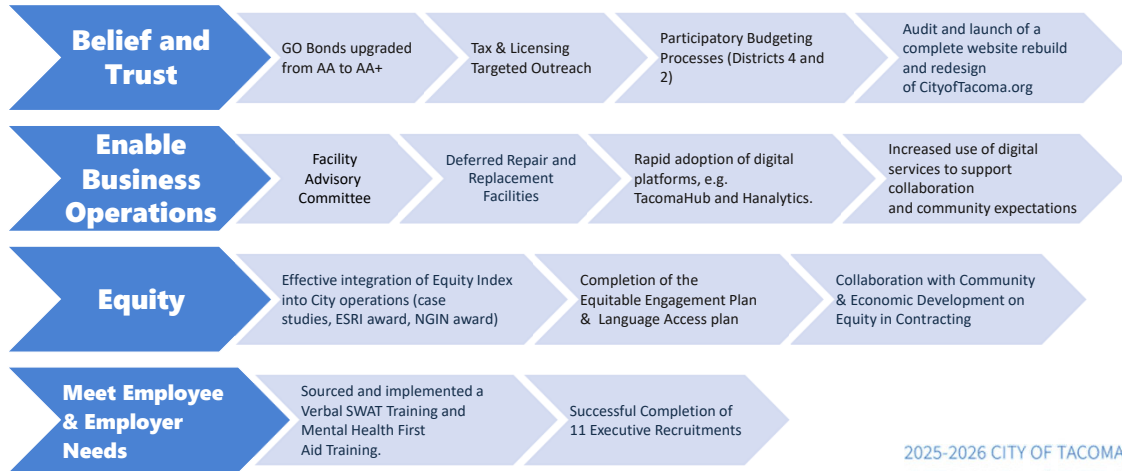 Belief and
Trust
GO Bonds upgraded
from AA to AA+
Tax & Licensing
Targeted Outreach
Participatory Budgeting
Processes (Districts 4 and
2)
Audit and launch of a
complete website rebuild
and redesign
of CityofTacoma.org
Enable
Business
Operations
Facility
Advisory
Committee
Deferred Repair and
Replacement
Facilities
Rapid adoption of digital
platforms, e.g.
TacomaHub and Hanalytics.
Increased use of digital
services to support
collaboration
and community expectations
Equity
Effective integration of Equity Index
into City operations (case
studies, ESRI award, NGIN award)
Completion of the
Equitable Engagement Plan
& Language Access plan
Collaboration with Community
& Economic Development on
Equity in Contracting
Meet Employee
& Employer
Needs
Sourced and implemented a
Verbal SWAT Training and
Mental Health First
Aid Training.
Successful Completion of
11 Executive Recruitments
2025-2026 CITY OF TACOMA